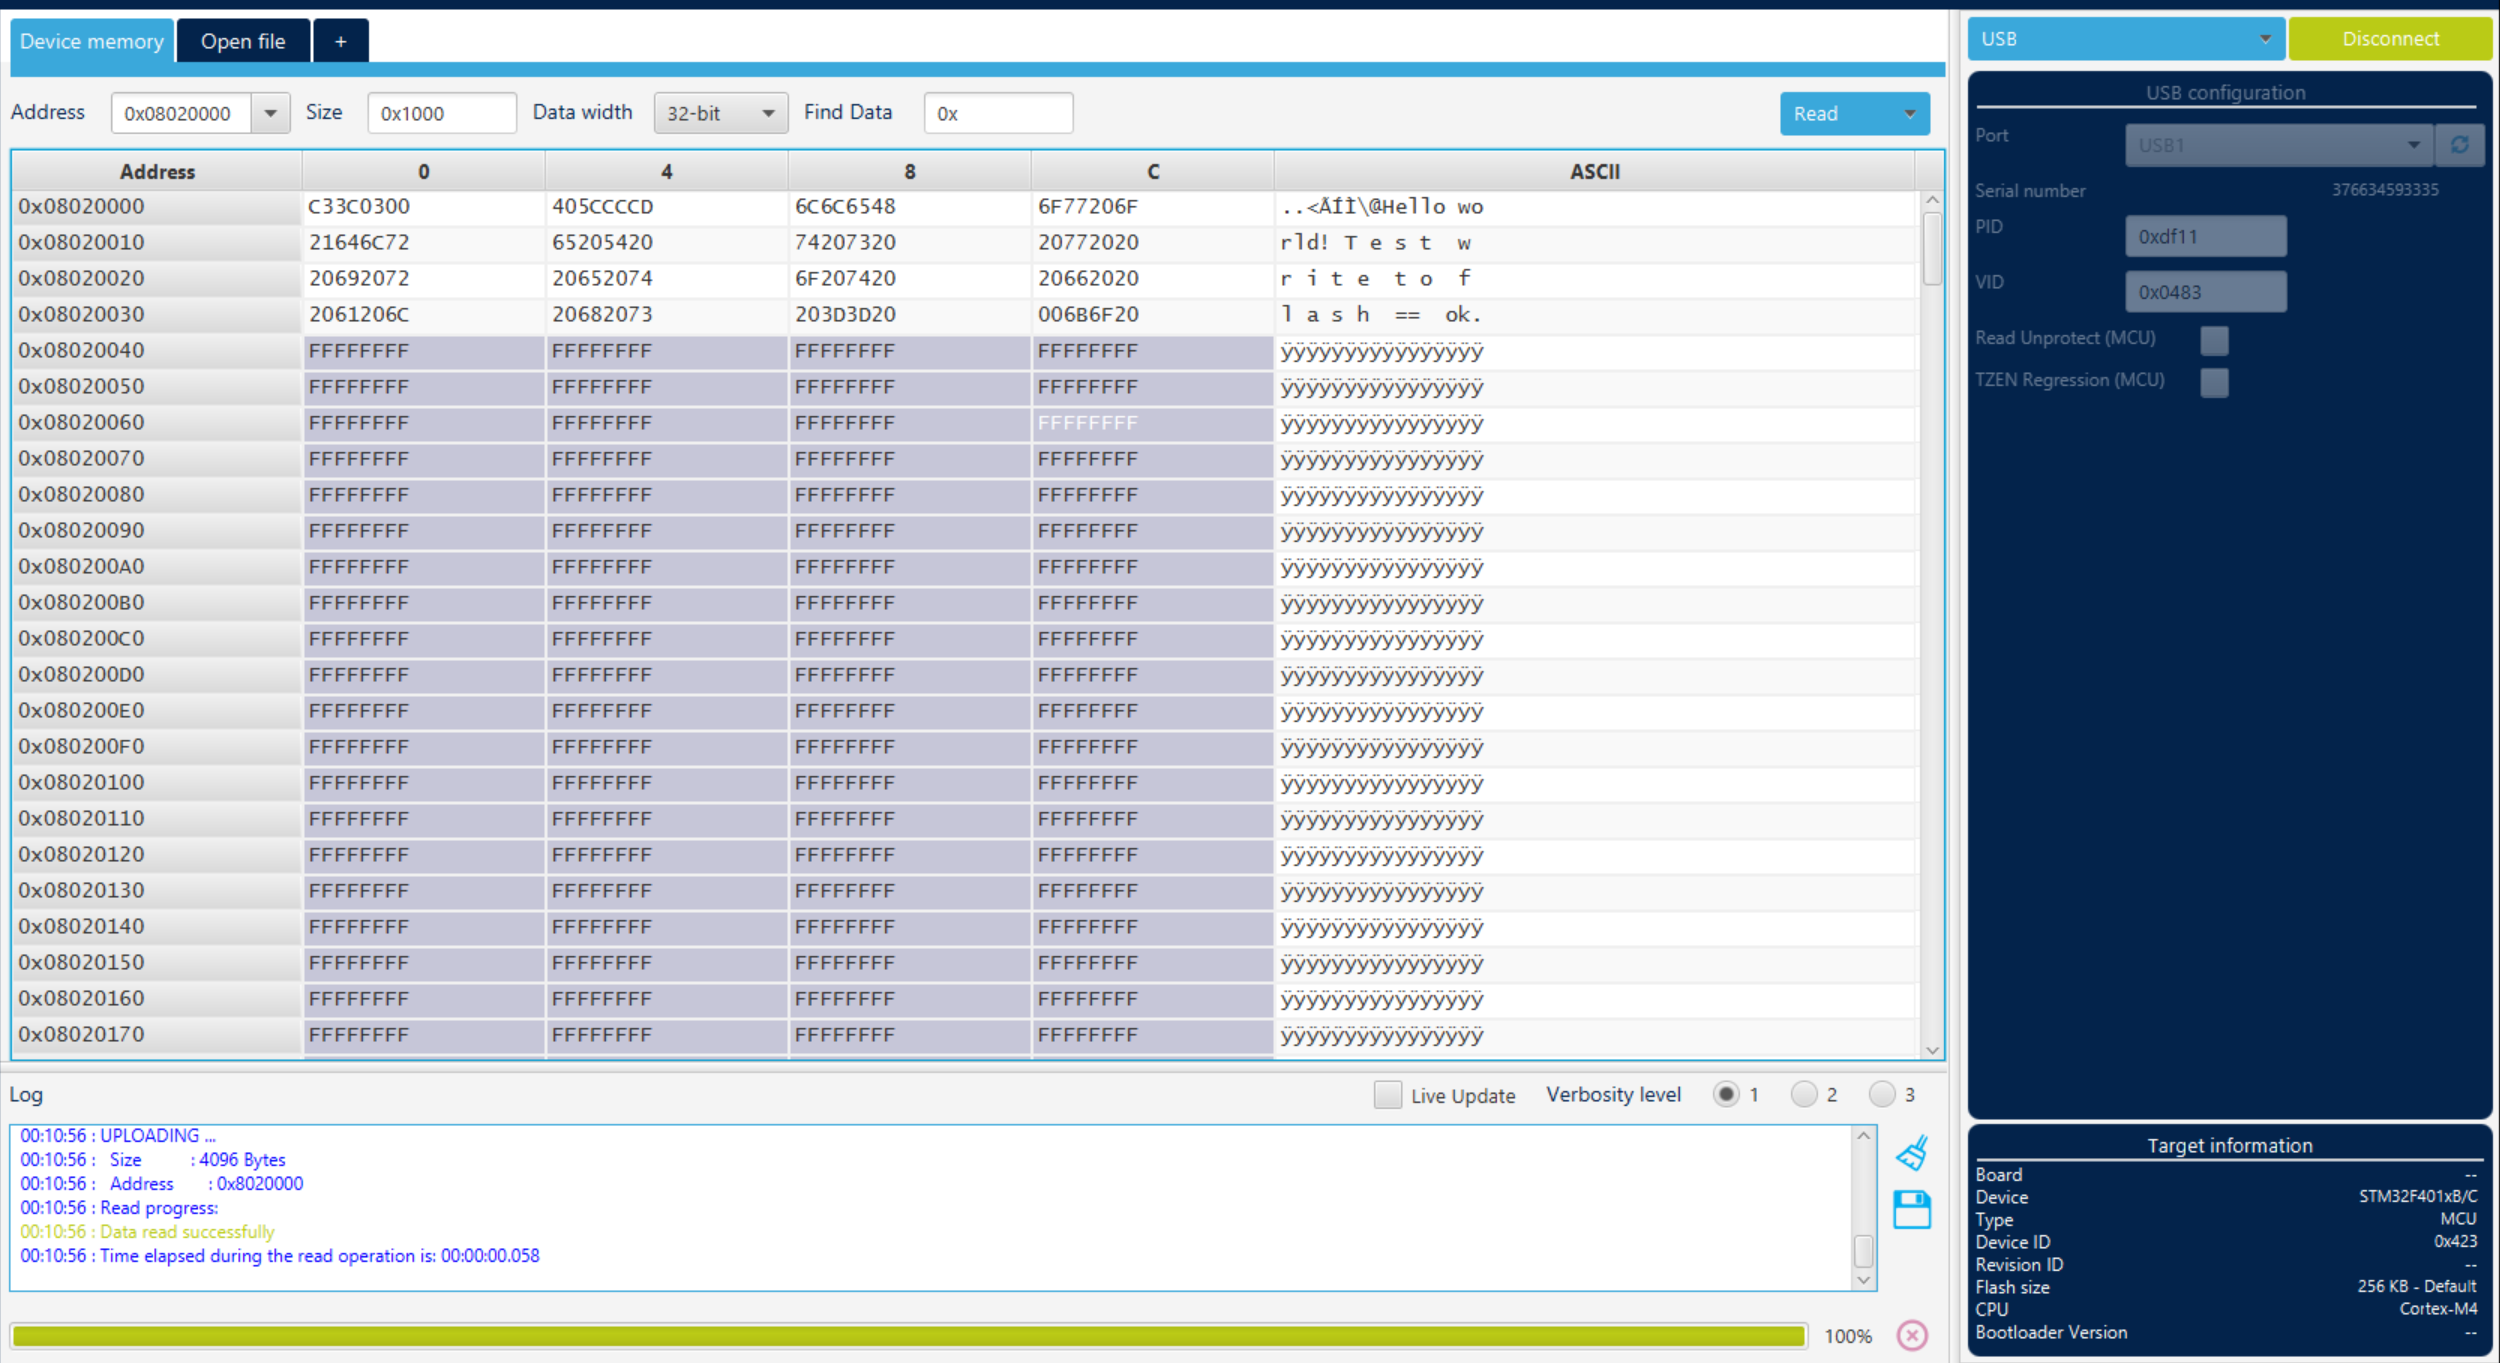 Device memory Open file +
Address 0x08020000 Size 0x1000 Data width 32-bit Find Data 0x Read
Address 0 4 8 C ASCII
0x08020000 C33C0300 405CCCCD 6C6C6548 6F77206F ..<ÃÍÌ\@Hello wo
0x08020010 21646C72 65205420 74207320 20772020 rld! T e s t  w
0x08020020 20692072 20652074 6F207420 20662020 r i t e  t o  f
0x08020030 2061206C 20682073 203D3D20 006B6F20 l a s h  ==  ok.
0x08020040 FFFFFFFF FFFFFFFF FFFFFFFF FFFFFFFF ÿÿÿÿÿÿÿÿÿÿÿÿÿÿÿÿ
0x08020050 FFFFFFFF FFFFFFFF FFFFFFFF FFFFFFFF ÿÿÿÿÿÿÿÿÿÿÿÿÿÿÿÿ
0x08020060 FFFFFFFF FFFFFFFF FFFFFFFF FFFFFFFF ÿÿÿÿÿÿÿÿÿÿÿÿÿÿÿÿ
0x08020070 FFFFFFFF FFFFFFFF FFFFFFFF FFFFFFFF ÿÿÿÿÿÿÿÿÿÿÿÿÿÿÿÿ
0x08020080 FFFFFFFF FFFFFFFF FFFFFFFF FFFFFFFF ÿÿÿÿÿÿÿÿÿÿÿÿÿÿÿÿ
0x08020090 FFFFFFFF FFFFFFFF FFFFFFFF FFFFFFFF ÿÿÿÿÿÿÿÿÿÿÿÿÿÿÿÿ
0x080200A0 FFFFFFFF FFFFFFFF FFFFFFFF FFFFFFFF ÿÿÿÿÿÿÿÿÿÿÿÿÿÿÿÿ
0x080200B0 FFFFFFFF FFFFFFFF FFFFFFFF FFFFFFFF ÿÿÿÿÿÿÿÿÿÿÿÿÿÿÿÿ
0x080200C0 FFFFFFFF FFFFFFFF FFFFFFFF FFFFFFFF ÿÿÿÿÿÿÿÿÿÿÿÿÿÿÿÿ
0x080200D0 FFFFFFFF FFFFFFFF FFFFFFFF FFFFFFFF ÿÿÿÿÿÿÿÿÿÿÿÿÿÿÿÿ
0x080200E0 FFFFFFFF FFFFFFFF FFFFFFFF FFFFFFFF ÿÿÿÿÿÿÿÿÿÿÿÿÿÿÿÿ
0x080200F0 FFFFFFFF FFFFFFFF FFFFFFFF FFFFFFFF ÿÿÿÿÿÿÿÿÿÿÿÿÿÿÿÿ
0x08020100 FFFFFFFF FFFFFFFF FFFFFFFF FFFFFFFF ÿÿÿÿÿÿÿÿÿÿÿÿÿÿÿÿ
0x08020110 FFFFFFFF FFFFFFFF FFFFFFFF FFFFFFFF ÿÿÿÿÿÿÿÿÿÿÿÿÿÿÿÿ
0x08020120 FFFFFFFF FFFFFFFF FFFFFFFF FFFFFFFF ÿÿÿÿÿÿÿÿÿÿÿÿÿÿÿÿ
0x08020130 FFFFFFFF FFFFFFFF FFFFFFFF FFFFFFFF ÿÿÿÿÿÿÿÿÿÿÿÿÿÿÿÿ
0x08020140 FFFFFFFF FFFFFFFF FFFFFFFF FFFFFFFF ÿÿÿÿÿÿÿÿÿÿÿÿÿÿÿÿ
0x08020150 FFFFFFFF FFFFFFFF FFFFFFFF FFFFFFFF ÿÿÿÿÿÿÿÿÿÿÿÿÿÿÿÿ
0x08020160 FFFFFFFF FFFFFFFF FFFFFFFF FFFFFFFF ÿÿÿÿÿÿÿÿÿÿÿÿÿÿÿÿ
0x08020170 FFFFFFFF FFFFFFFF FFFFFFFF FFFFFFFF ÿÿÿÿÿÿÿÿÿÿÿÿÿÿÿÿ
Log Live Update Verbosity level 1 2 3
00:10:56 : UPLOADING ...
00:10:56 : Size : 4096 Bytes
00:10:56 : Address : 0x8020000
00:10:56 : Read progress:
00:10:56 : Data read successfully
00:10:56 : Time elapsed during the read operation is: 00:00:00.058
100%
USB Disconnect
USB configuration
Port USB1
Serial number 376634593335
PID 0xdf11
VID 0x0483
Read Unprotect (MCU)
TZEN Regression (MCU)
Target information
Board --
Device STM32F401xB/C
Type MCU
Device ID 0x423
Revision ID --
Flash size 256 KB - Default
CPU Cortex-M4
Bootloader Version --